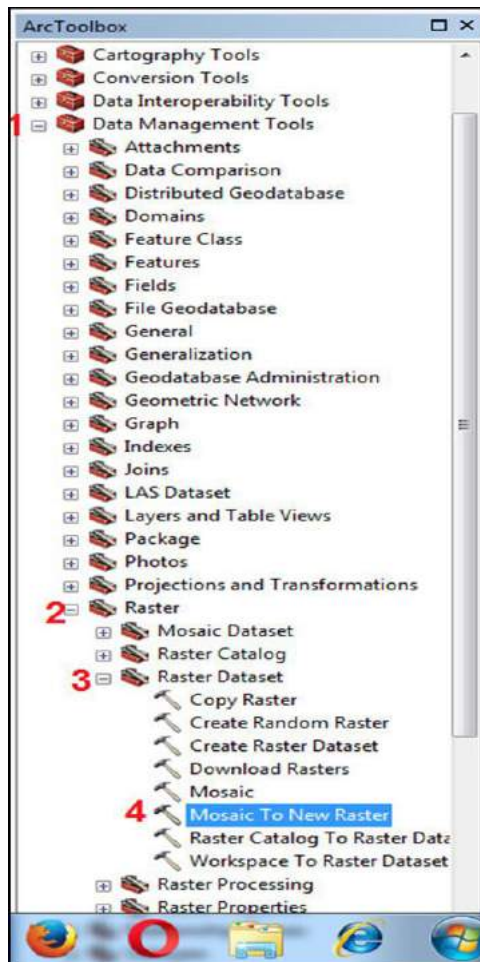 ArcToolbox
Cartography Tools
Conversion Tools
Data Interoperability Tools
1 Data Management Tools
Attachments
Data Comparison
Distributed Geodatabase
Domains
Feature Class
Features
Fields
File Geodatabase
General
Generalization
Geodatabase Administration
Geometric Network
Graph
Indexes
Joins
LAS Dataset
Layers and Table Views
Package
Photos
Projections and Transformations
2 Raster
Mosaic Dataset
Raster Catalog
3 Raster Dataset
Copy Raster
Create Random Raster
Create Raster Dataset
Download Rasters
Mosaic
4 Mosaic To New Raster
Raster Catalog To Raster Data
Workspace To Raster Dataset
Raster Processing
Raster Properties